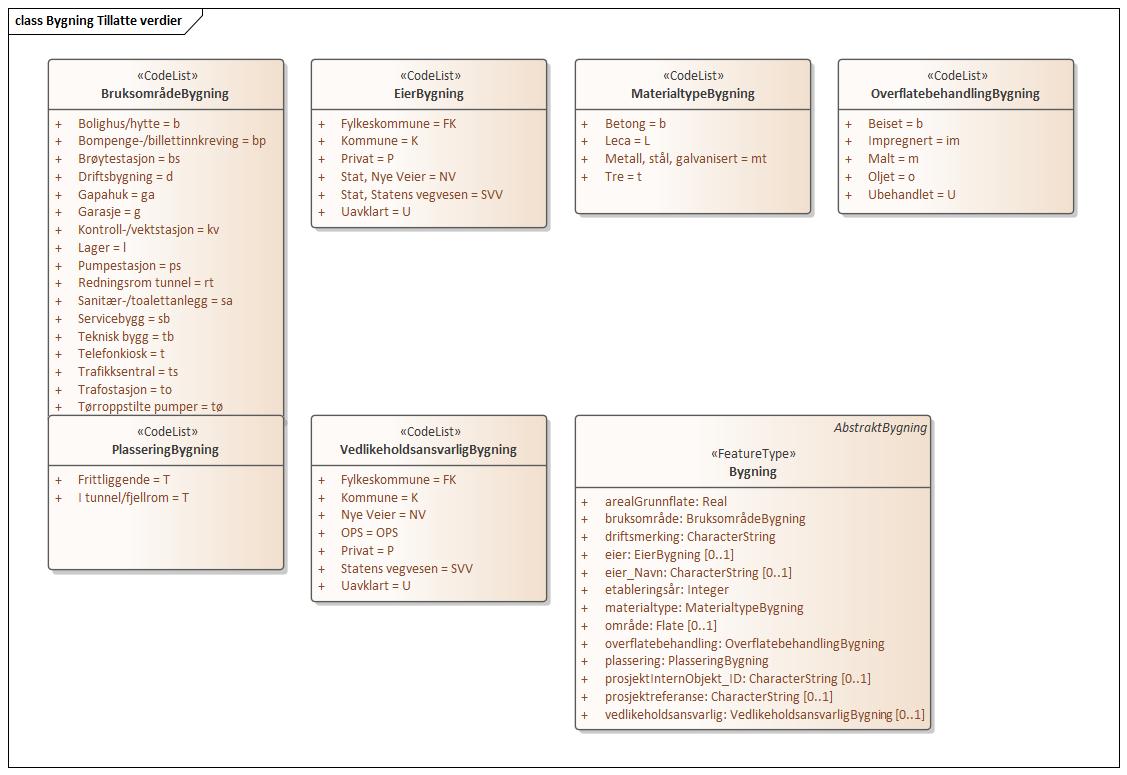 class Bygning Tillatte verdier
«CodeList»
BruksområdeBygning
+ Bolighus/hytte = b
+ Bompenge-/billettinnkreving = bp
+ Brøytestasjon = bs
+ Driftsbygning = d
+ Gapahuk = ga
+ Garasje = g
+ Kontroll-/vektstasjon = kv
+ Lager = l
+ Pumpestasjon = ps
+ Redningsrom tunnel = rt
+ Sanitær-/toalettanlegg = sa
+ Servicebygg = sb
+ Teknisk bygg = tb
+ Telefonkiosk = t
+ Trafikksentral = ts
+ Trafostasjon = to
+ Tørroppstilte pumper = tø
«CodeList»
EierBygning
+ Fylkeskommune = FK
+ Kommune = K
+ Privat = P
+ Stat, Nye Veier = NV
+ Stat, Statens vegvesen = SVV
+ Uavklart = U
«CodeList»
MaterialtypeBygning
+ Betong = b
+ Leca = L
+ Metall, stål, galvanisert = mt
+ Tre = t
«CodeList»
OverflatebehandlingBygning
+ Beiset = b
+ Impregnert = im
+ Malt = m
+ Oljet = o
+ Ubehandlet = U
«CodeList»
PlasseringBygning
+ Frittliggende = T
+ I tunnel/fjellrom = T
«CodeList»
VedlikeholdsansvarligBygning
+ Fylkeskommune = FK
+ Kommune = K
+ Nye Veier = NV
+ OPS = OPS
+ Privat = P
+ Statens vegvesen = SVV
+ Uavklart = U
AbstraktBygning
«FeatureType»
Bygning
+ arealGrunnflate: Real
+ bruksområde: BruksområdeBygning
+ driftsmerking: CharacterString
+ eier: EierBygning [0..1]
+ eier_Navn: CharacterString [0..1]
+ etableringsår: Integer
+ materialtype: MaterialtypeBygning
+ område: Flate [0..1]
+ overflatebehandling: OverflatebehandlingBygning
+ plassering: PlasseringBygning
+ prosjektInternObjekt_ID: CharacterString [0..1]
+ prosjektreferanse: CharacterString [0..1]
+ vedlikeholdsansvarlig: VedlikeholdsansvarligBygning [0..1]